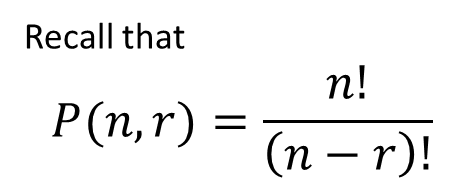 Recall that
P(n, r) = n! / (n − r)!